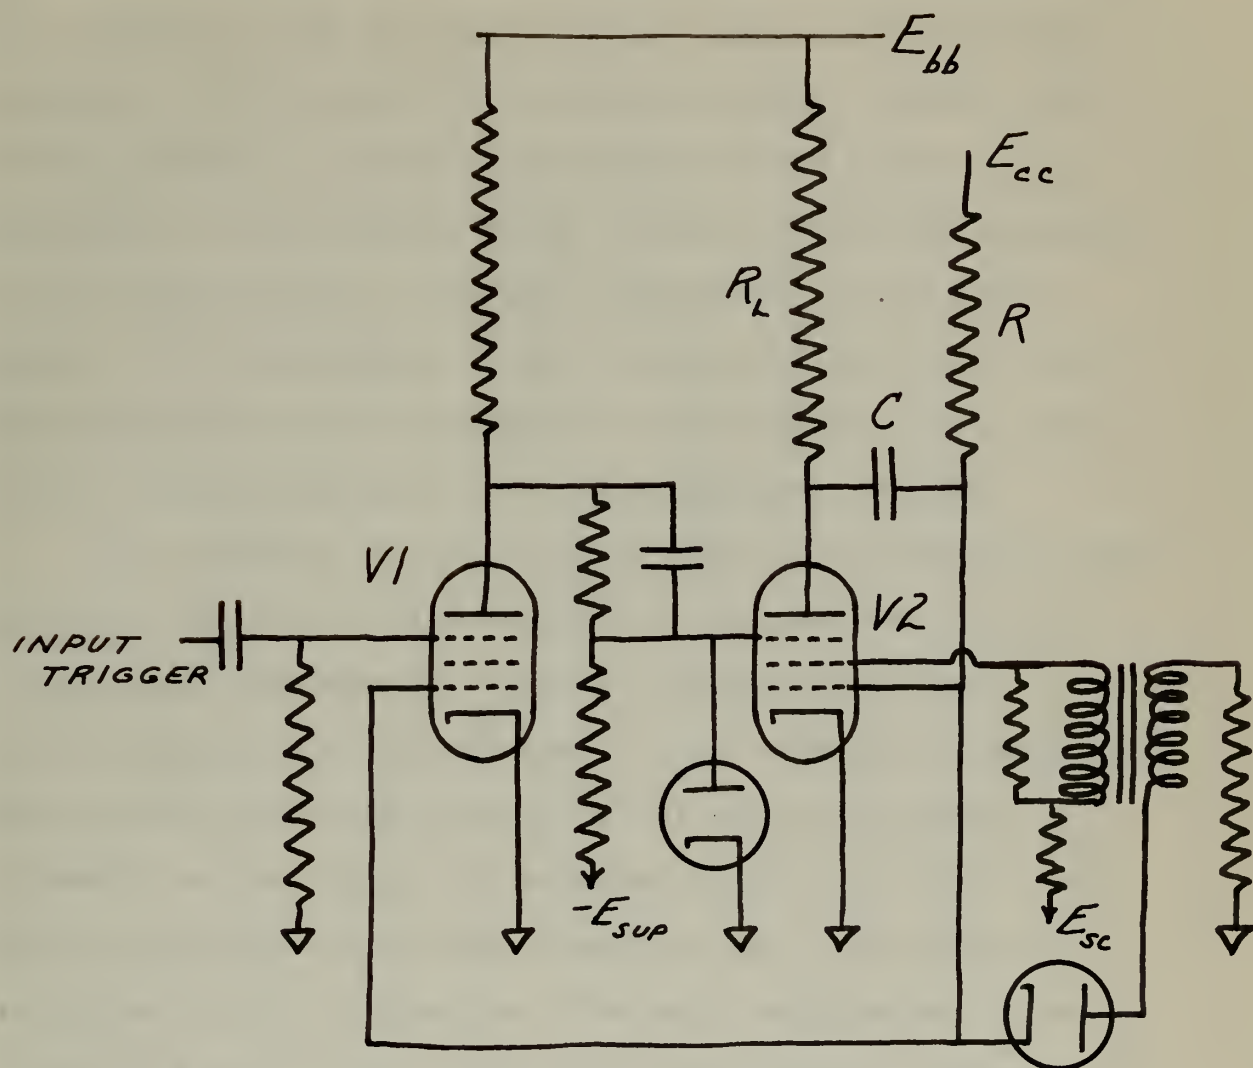 E_bb
E_cc
R_L
R
C
V1
V2
INPUT
TRIGGER
-E_sup
E_sc